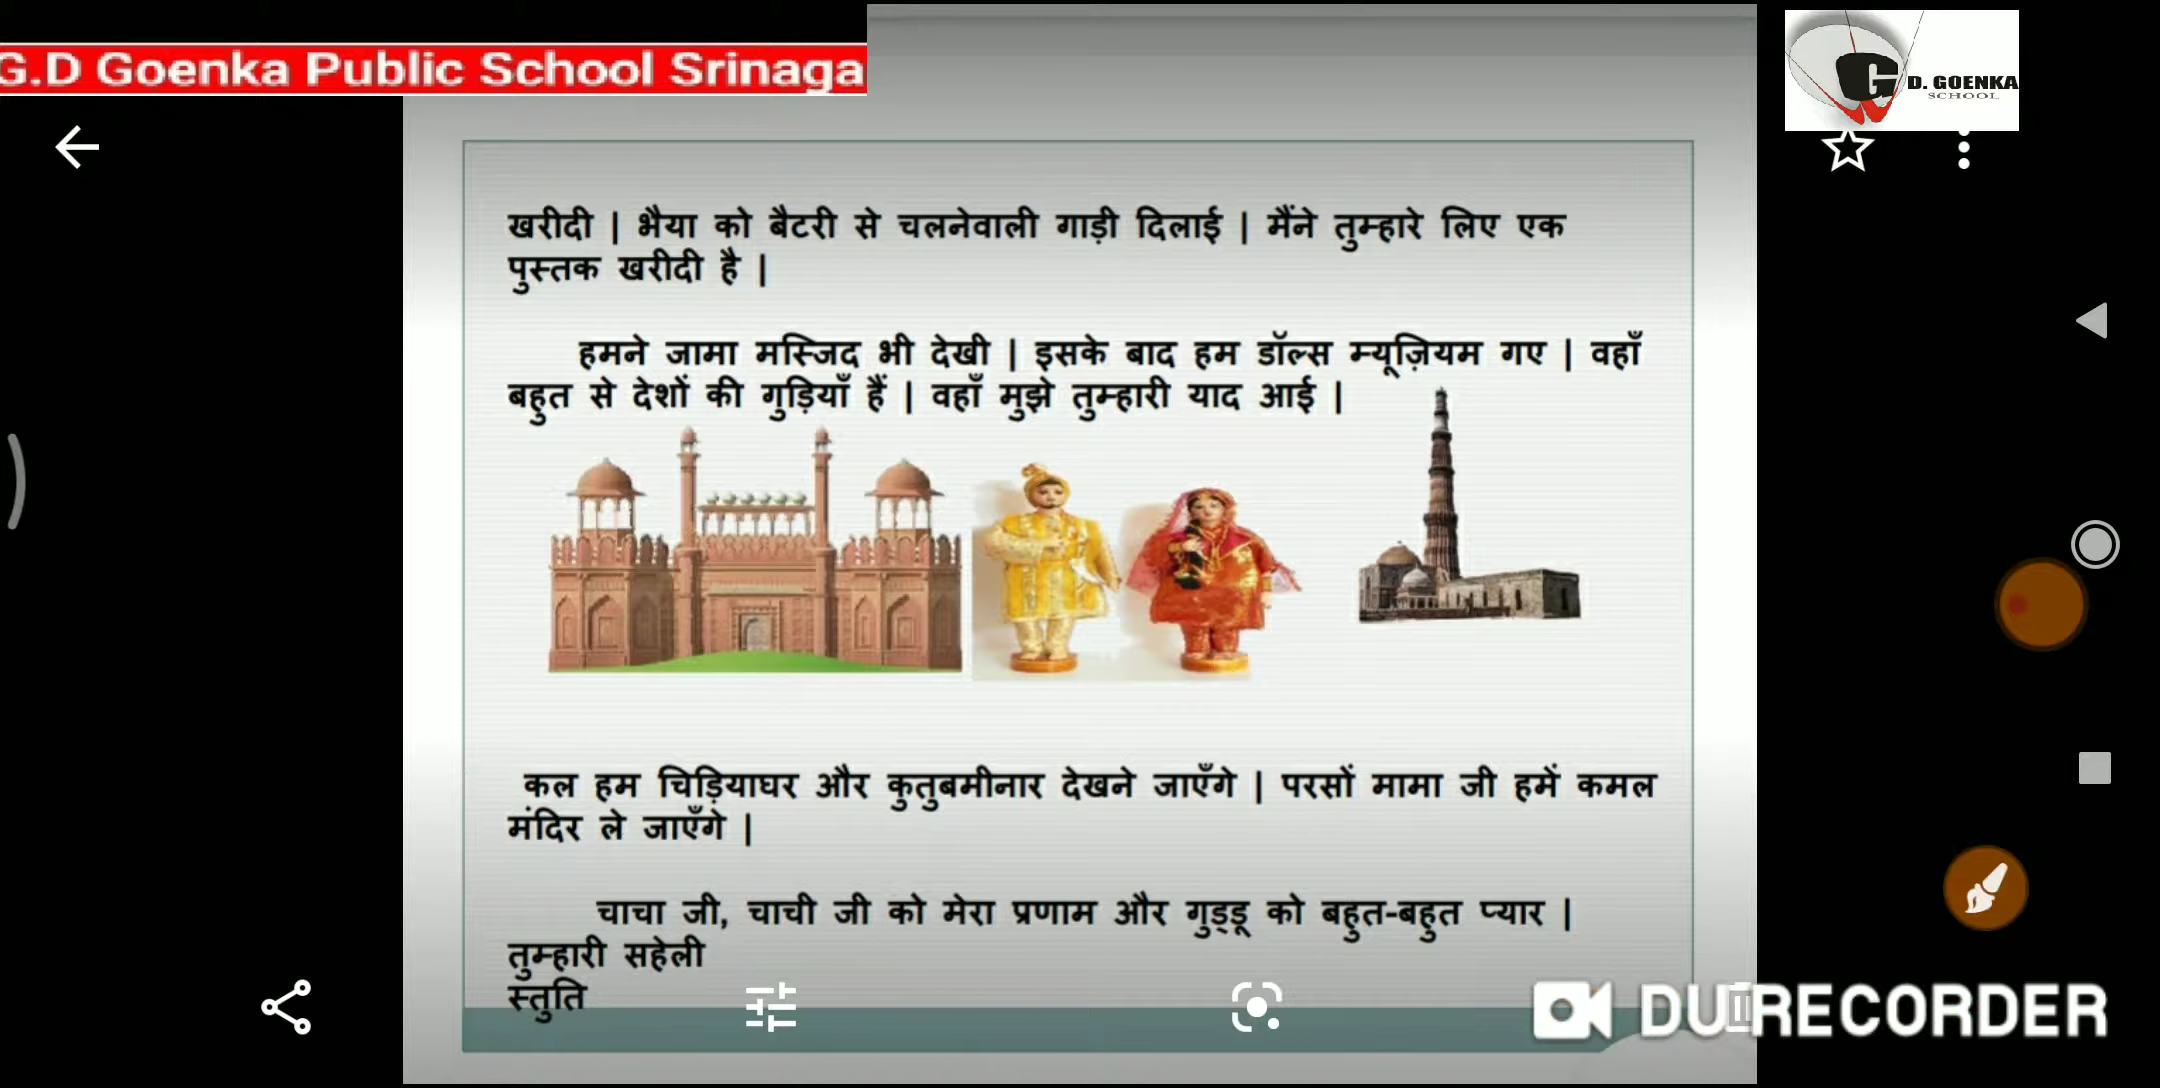 G.D Goenka Public School Srinaga
D. GOENKA
SCHOOL
खरीदी | भैया को बैटरी से चलनेवाली गाड़ी दिलाई | मैंने तुम्हारे लिए एक
पुस्तक खरीदी है |
हमने जामा मस्जिद भी देखी | इसके बाद हम डॉल्स म्यूज़ियम गए | वहाँ
बहुत से देशों की गुड़ियाँ हैं | वहाँ मुझे तुम्हारी याद आई |
कल हम चिड़ियाघर और कुतुबमीनार देखने जाएँगे | परसों मामा जी हमें कमल
मंदिर ले जाएँगे |
चाचा जी, चाची जी को मेरा प्रणाम और गुड्डू को बहुत-बहुत प्यार |
तुम्हारी सहेली
स्तुति
DU RECORDER